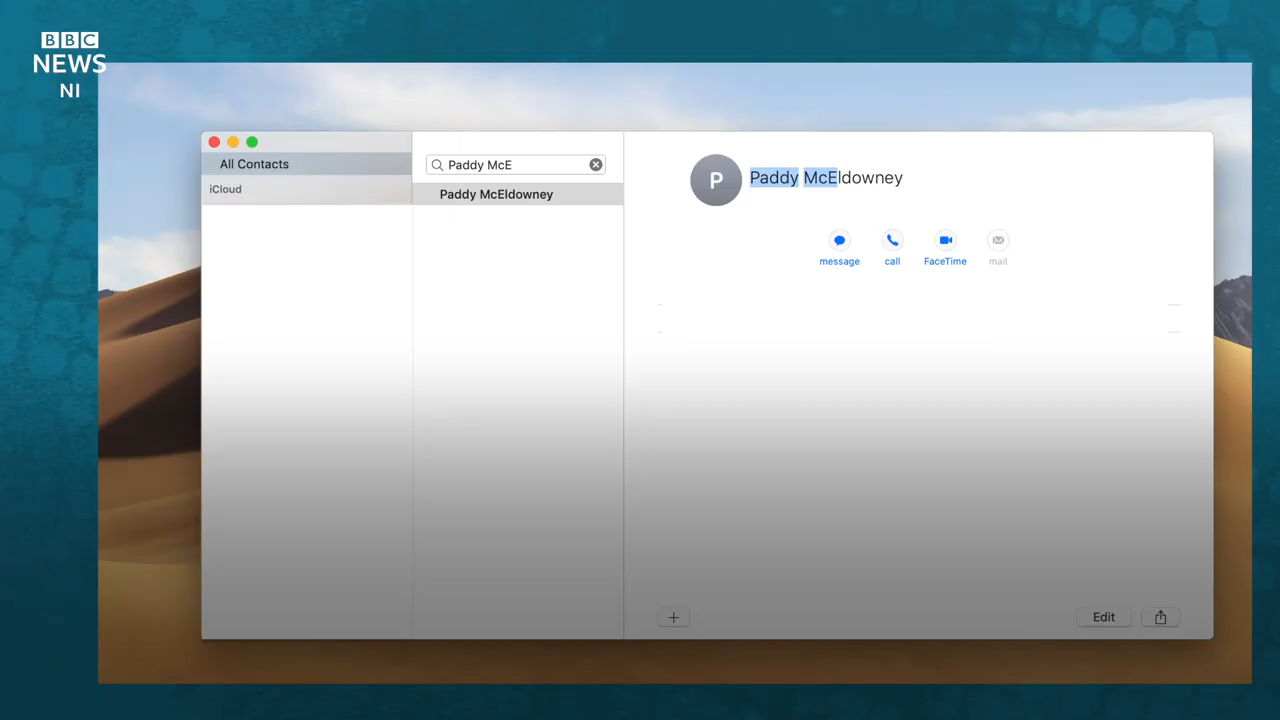 BBC
NEWS
NI
All Contacts
iCloud
Paddy McE
Paddy McEldowney
P
Paddy McEldowney
message
call
FaceTime
mail
Edit